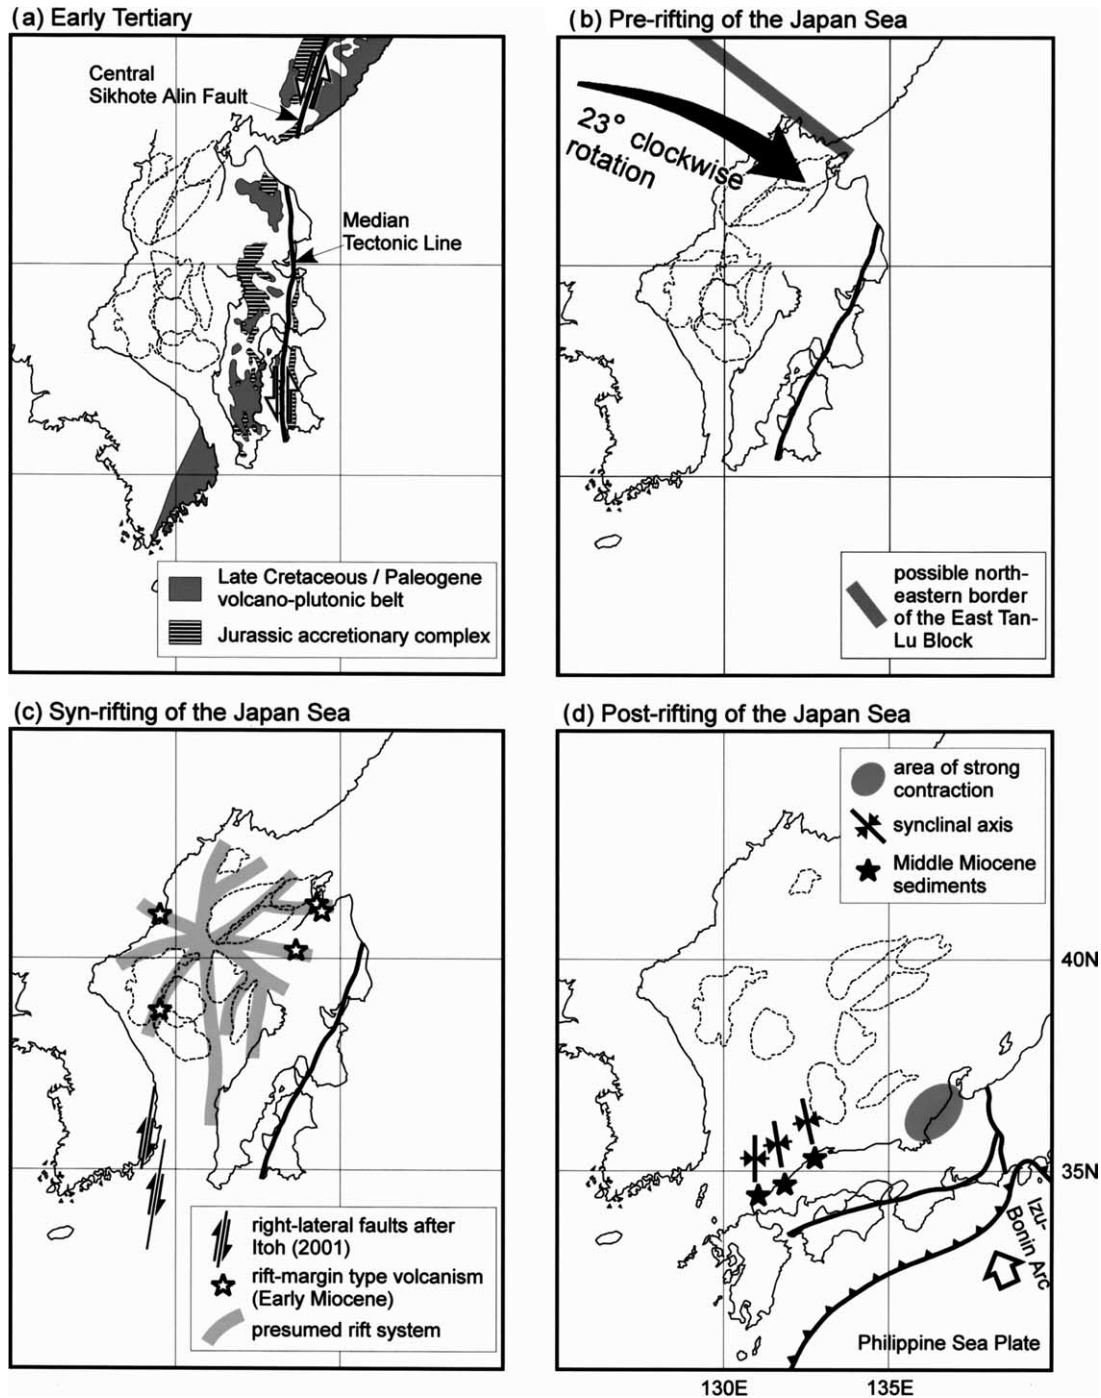 (a) Early Tertiary
Central
Sikhote Alin Fault
Median
Tectonic Line
Late Cretaceous / Paleogene
volcano-plutonic belt
Jurassic accretionary complex
(b) Pre-rifting of the Japan Sea
23° clockwise
rotation
possible north-
eastern border
of the East Tan-
Lu Block
(c) Syn-rifting of the Japan Sea
right-lateral faults after
Itoh (2001)
rift-margin type volcanism
(Early Miocene)
presumed rift system
(d) Post-rifting of the Japan Sea
area of strong
contraction
synclinal axis
Middle Miocene
sediments
40N
35N
Izu-
Bonin Arc
Philippine Sea Plate
130E
135E